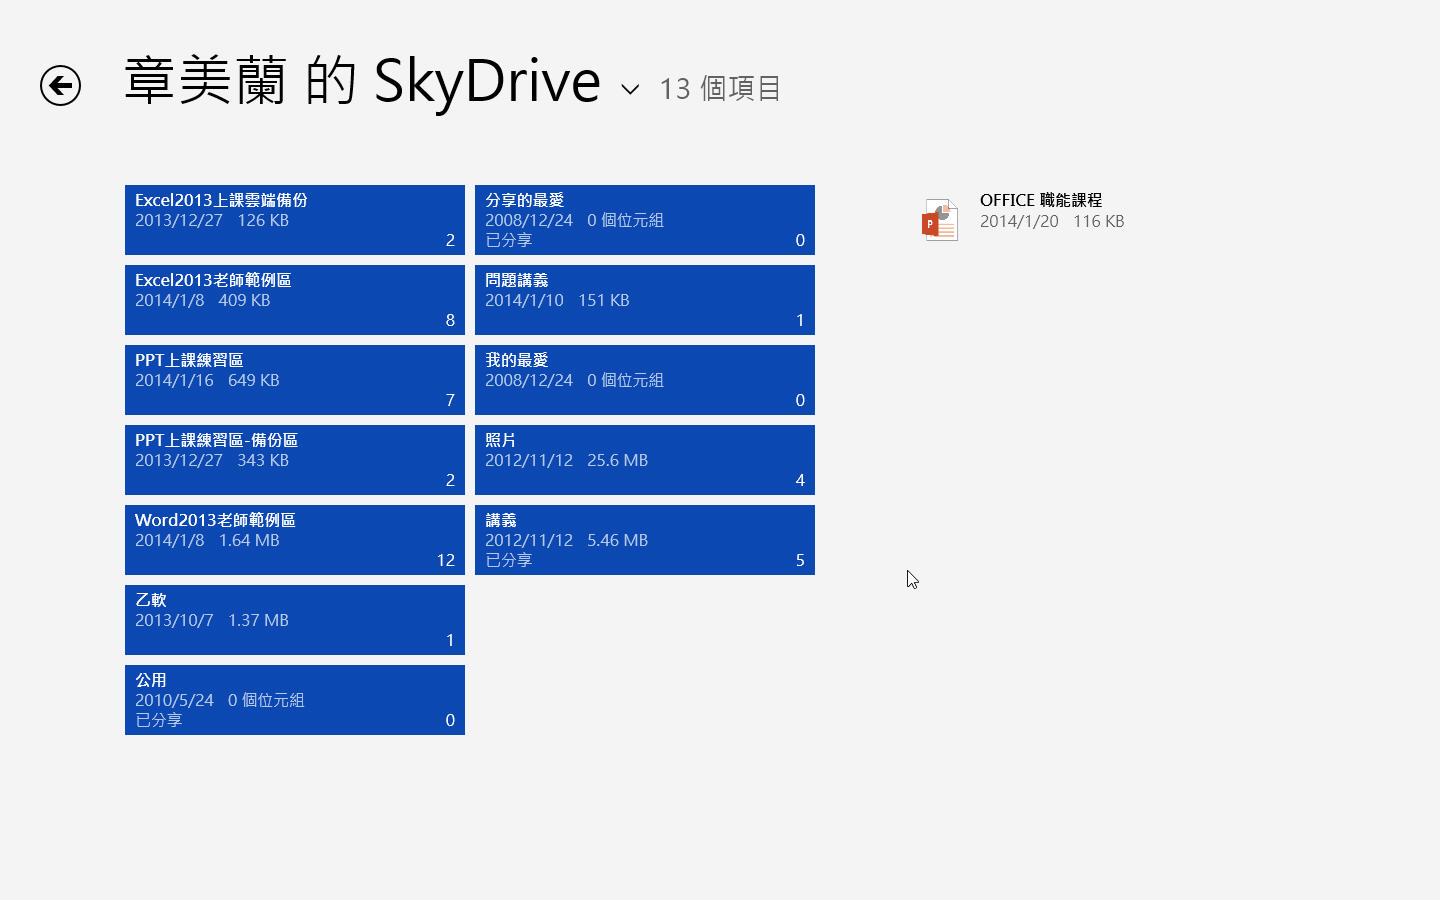 章美蘭 的 SkyDrive 13 個項目
Excel2013上課雲端備份
2013/12/27 126 KB
2
Excel2013老師範例區
2014/1/8 409 KB
8
PPT上課練習區
2014/1/16 649 KB
7
PPT上課練習區-備份區
2013/12/27 343 KB
2
Word2013老師範例區
2014/1/8 1.64 MB
12
乙軟
2013/10/7 1.37 MB
1
公用
2010/5/24 0 個位元組
已分享
0
分享的最愛
2008/12/24 0 個位元組
已分享
0
問題講義
2014/1/10 151 KB
1
我的最愛
2008/12/24 0 個位元組
0
照片
2012/11/12 25.6 MB
4
講義
2012/11/12 5.46 MB
已分享
5
P
OFFICE 職能課程
2014/1/20 116 KB